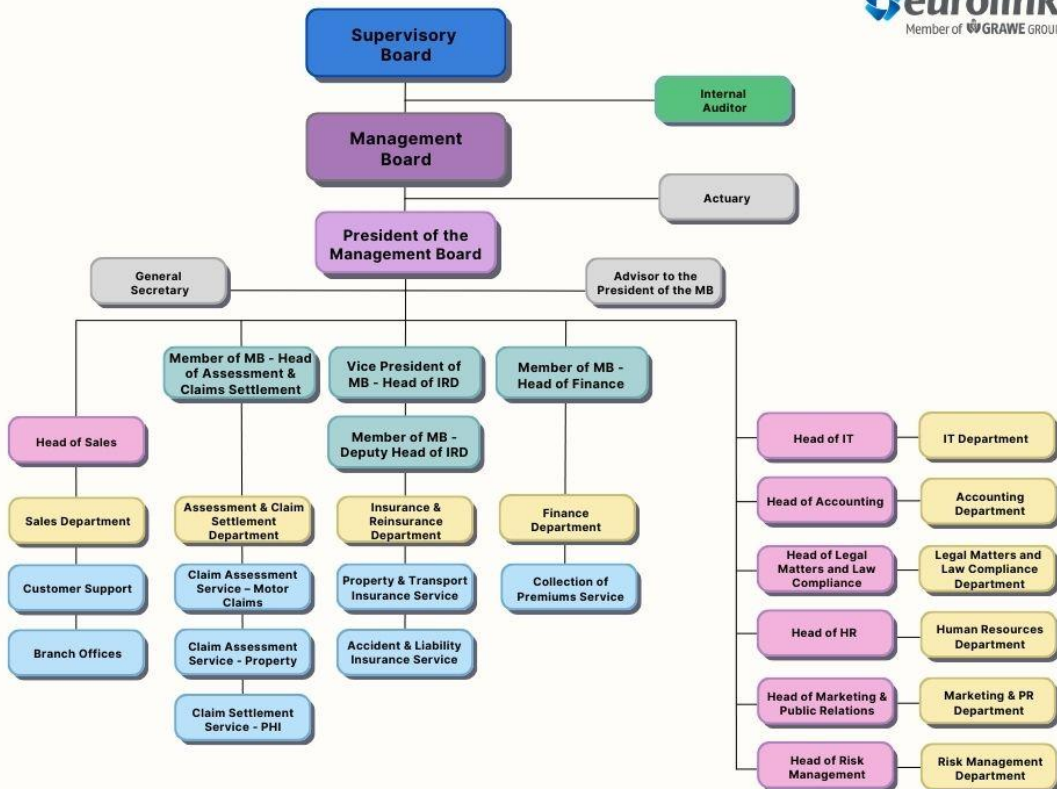 eurolink
Member of GRAWE GROUP
Supervisory
Board
Internal
Auditor
Management
Board
Actuary
President of the
Management Board
General
Secretary
Advisor to the
President of the MB
Member of MB - Head
of Assessment &
Claims Settlement
Vice President of
MB - Head of IRD
Member of MB -
Head of Finance
Head of Sales
Member of MB -
Deputy Head of IRD
Sales Department
Assessment & Claim
Settlement
Department
Insurance &
Reinsurance
Department
Finance
Department
Customer Support
Claim Assessment
Service – Motor
Claims
Property & Transport
Insurance Service
Collection of
Premiums Service
Branch Offices
Claim Assessment
Service - Property
Accident & Liability
Insurance Service
Claim Settlement
Service - PHI
Head of IT
IT Department
Head of Accounting
Accounting
Department
Head of Legal
Matters and Law
Compliance
Legal Matters and
Law Compliance
Department
Head of HR
Human Resources
Department
Head of Marketing &
Public Relations
Marketing & PR
Department
Head of Risk
Management
Risk Management
Department